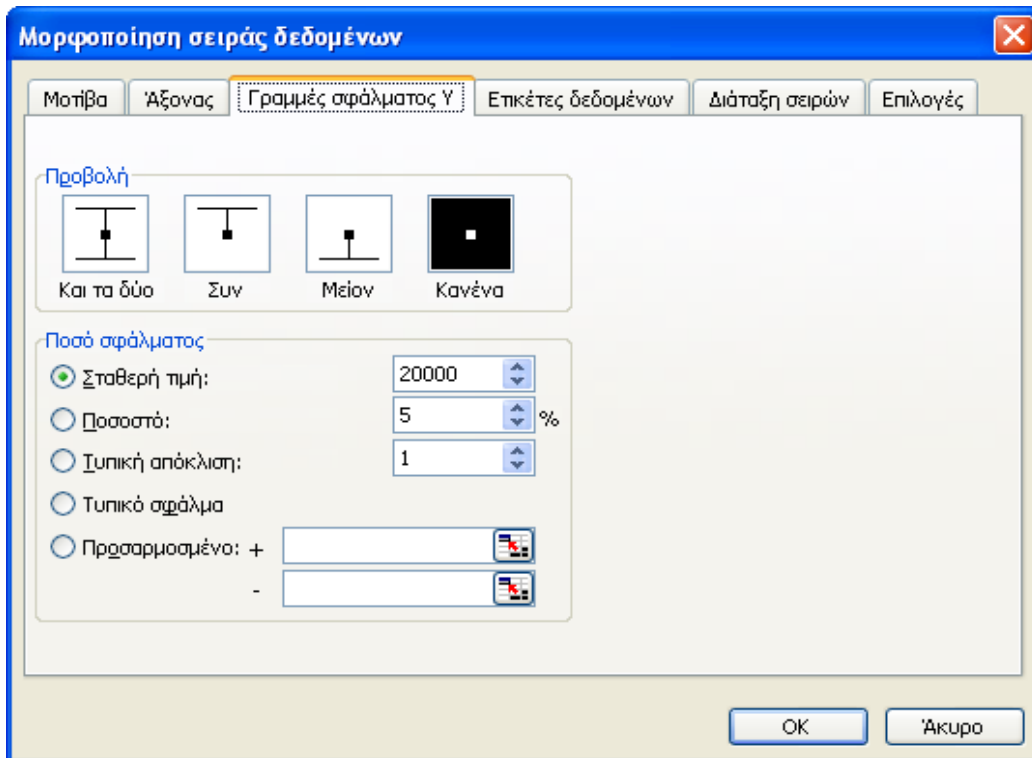 Μορφοποίηση σειράς δεδομένων
Μοτίβα Άξονας Γραμμές σφάλματος Υ Ετικέτες δεδομένων Διάταξη σειρών Επιλογές
Προβολή
Και τα δύο Συν Μείον Κανένα
Ποσό σφάλματος
Σταθερή τιμή: 20000
Ποσοστό: 5 %
Τυπική απόκλιση: 1
Τυπικό σφάλμα
Προσαρμοσμένο: +
-
OK Άκυρο